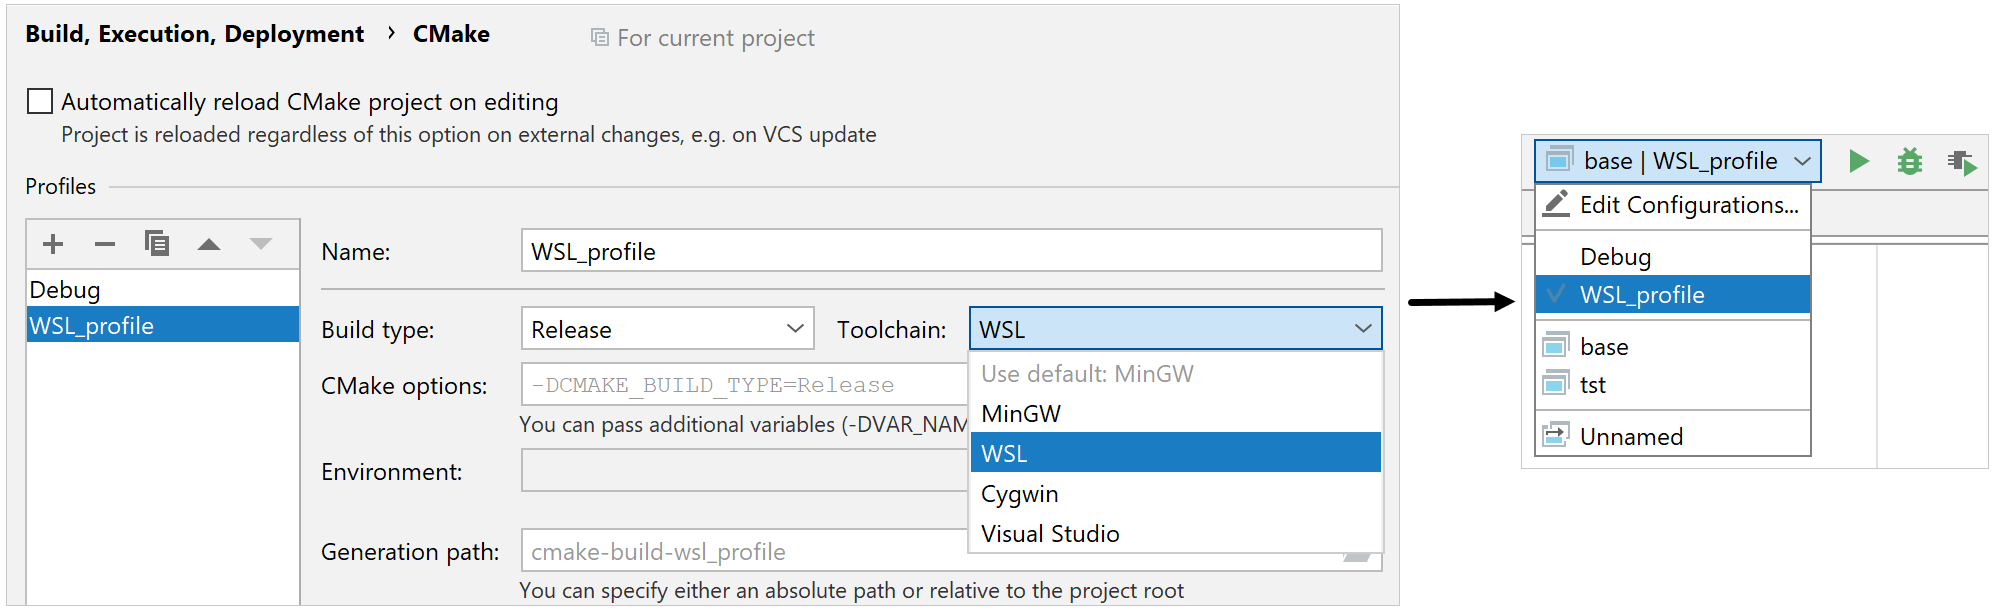 Build, Execution, Deployment › CMake For current project
Automatically reload CMake project on editing
Project is reloaded regardless of this option on external changes, e.g. on VCS update
Profiles
Debug
WSL_profile
Name: WSL_profile
Build type: Release Toolchain: WSL
Use default: MinGW
MinGW
WSL
Cygwin
Visual Studio
CMake options: -DCMAKE_BUILD_TYPE=Release
You can pass additional variables (-DVAR_NAM
Environment:
Generation path: cmake-build-wsl_profile
You can specify either an absolute path or relative to the project root
base | WSL_profile
Edit Configurations...
Debug
WSL_profile
base
tst
Unnamed